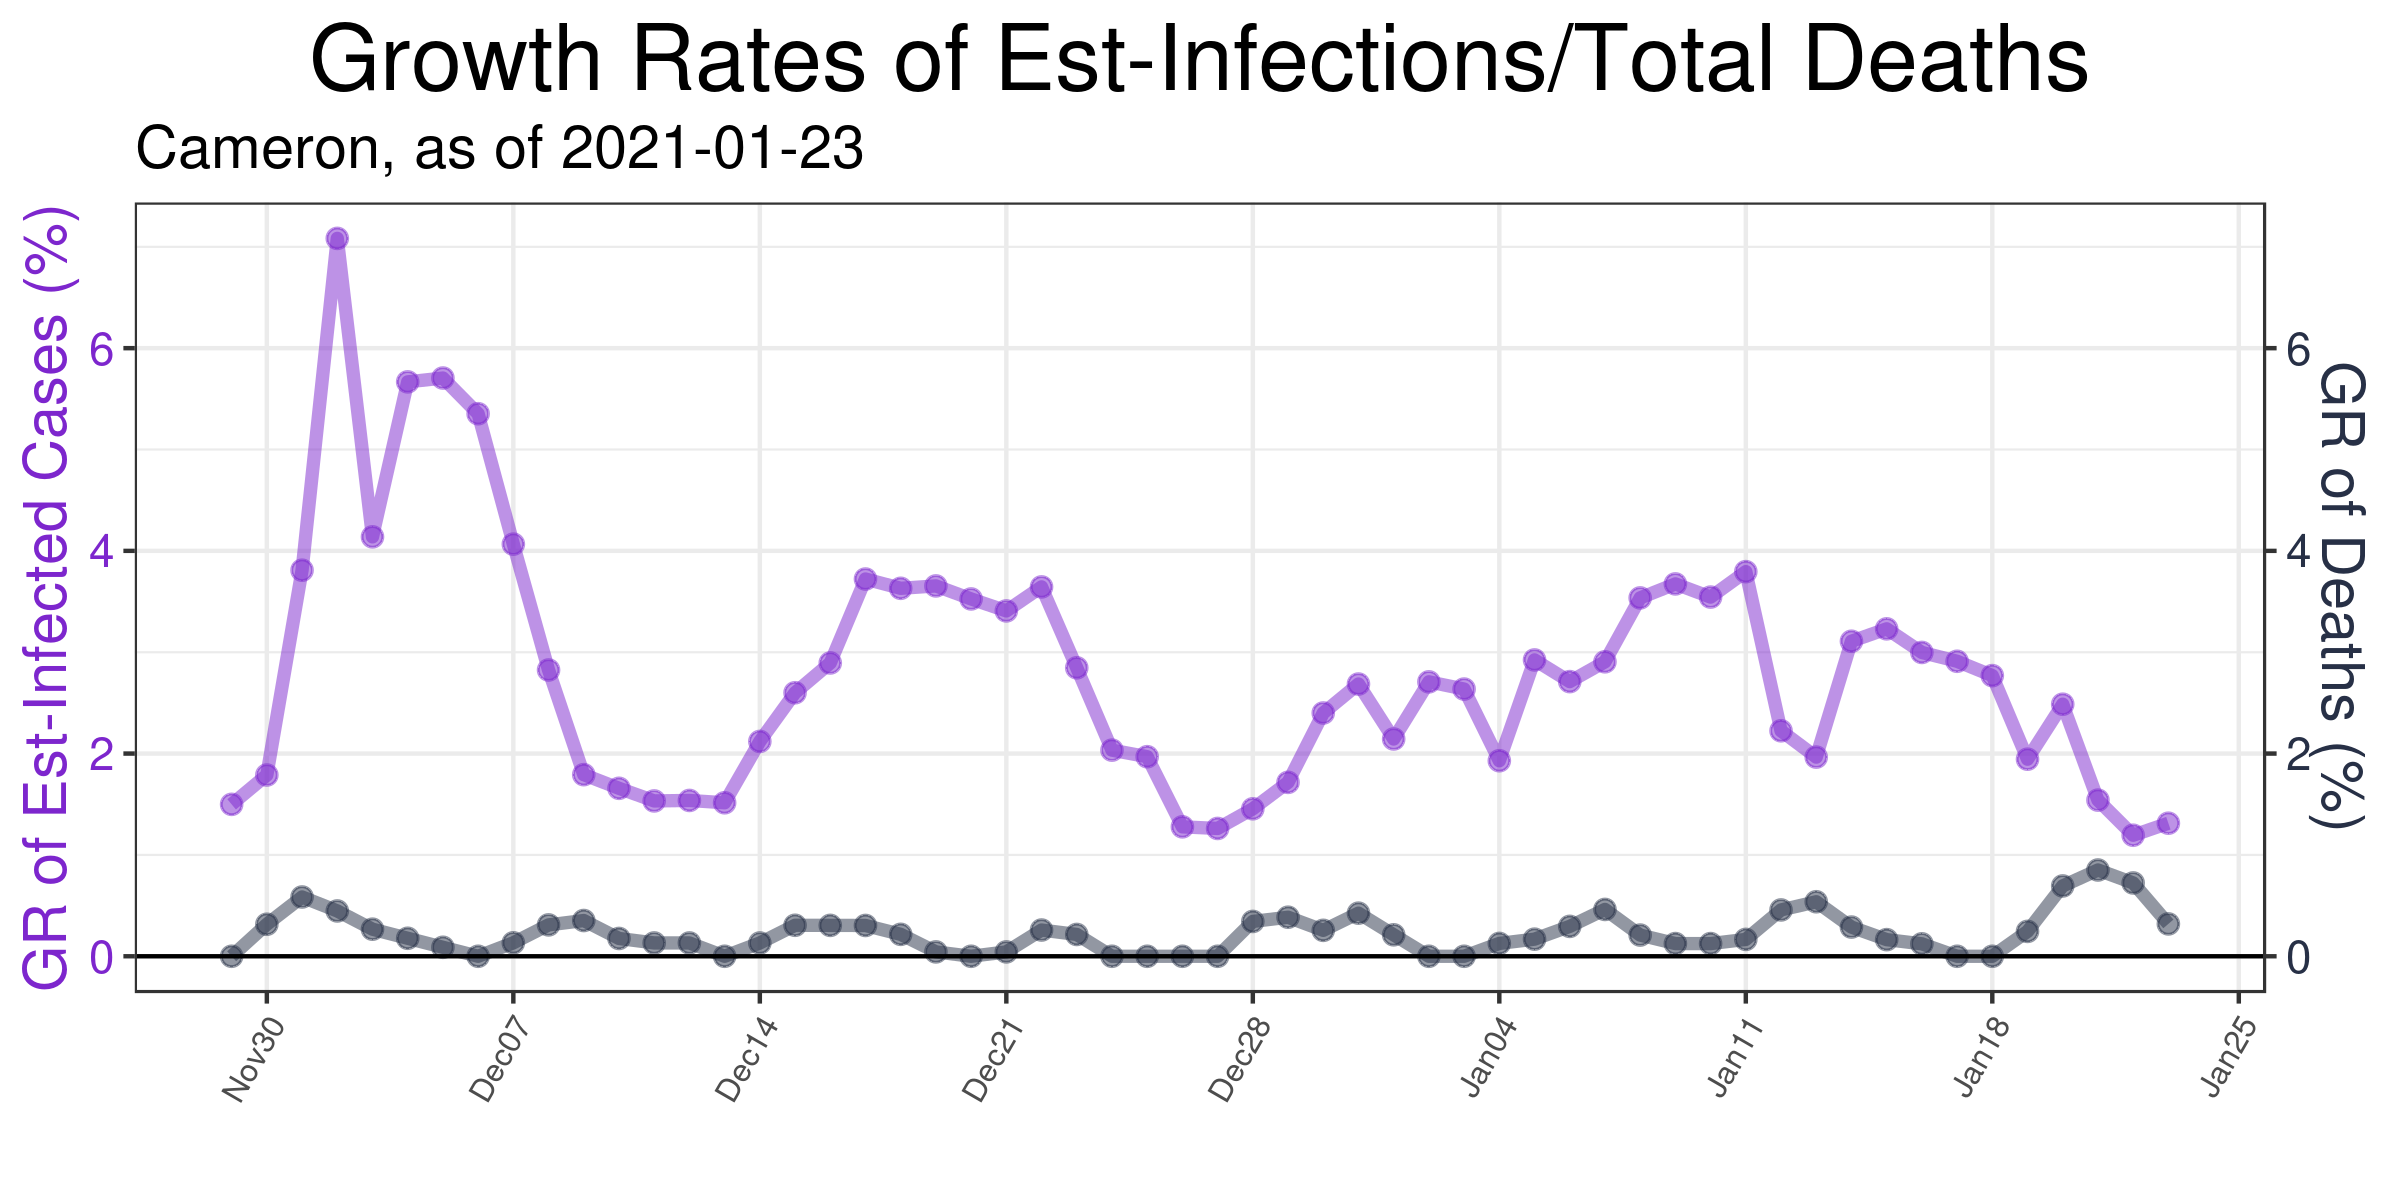 Growth Rates of Est-Infections/Total Deaths
Cameron, as of 2021-01-23
GR of Est-Infected Cases (%)
6
4
2
0
6
4
2
0
GR of Deaths (%)
Nov30
Dec07
Dec14
Dec21
Dec28
Jan04
Jan11
Jan18
Jan25